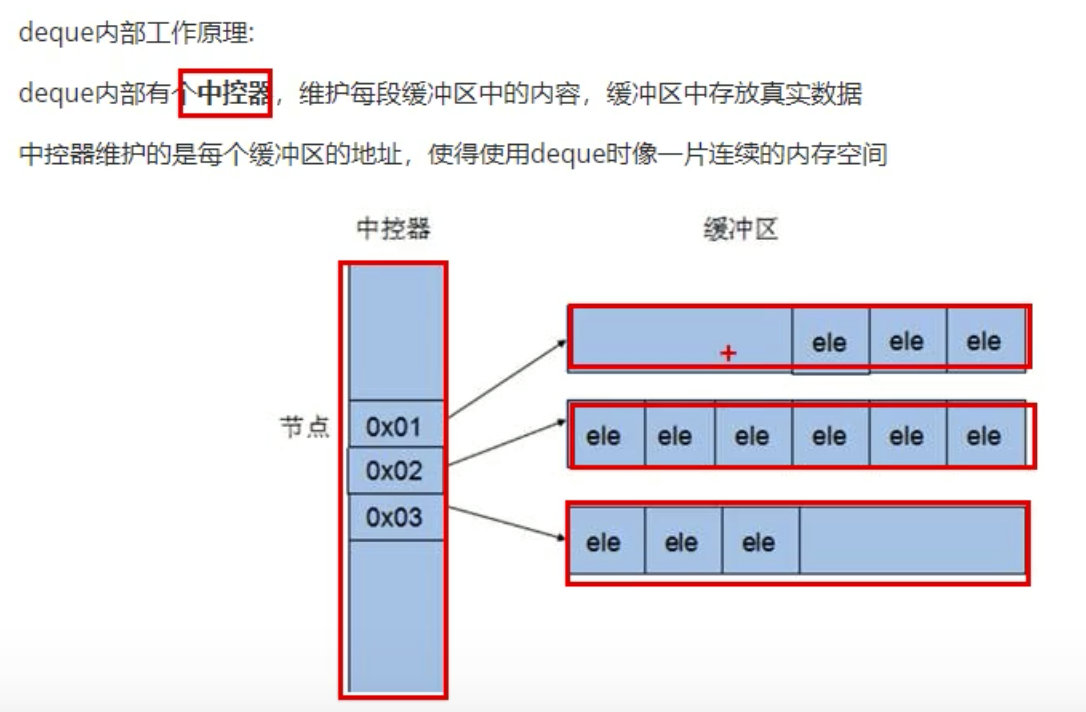 deque内部工作原理:
deque内部有个中控器，维护每段缓冲区中的内容，缓冲区中存放真实数据
中控器维护的是每个缓冲区的地址，使得使用deque时像一片连续的内存空间
中控器 缓冲区
ele ele ele
节点 0x01
ele ele ele ele ele ele
0x02
0x03
ele ele ele